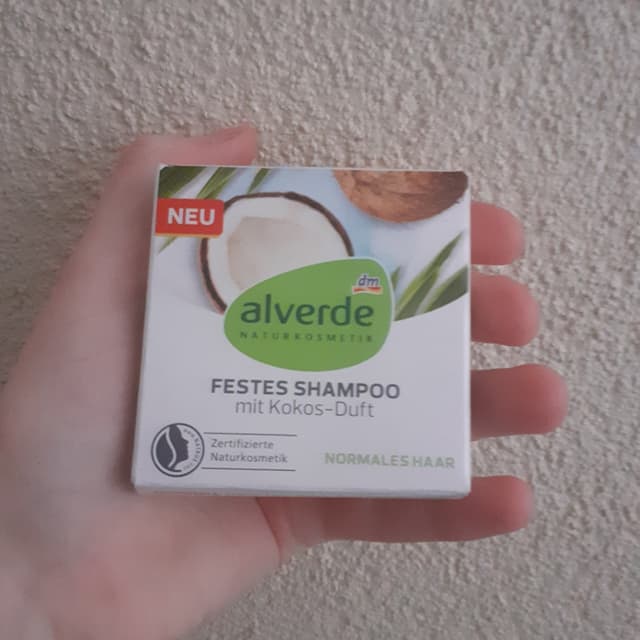 NEU
dm
alverde
NATURKOSMETIK
FESTES SHAMPOO
mit Kokos-Duft
Zertifizierte
Naturkosmetik
NORMALES HAAR